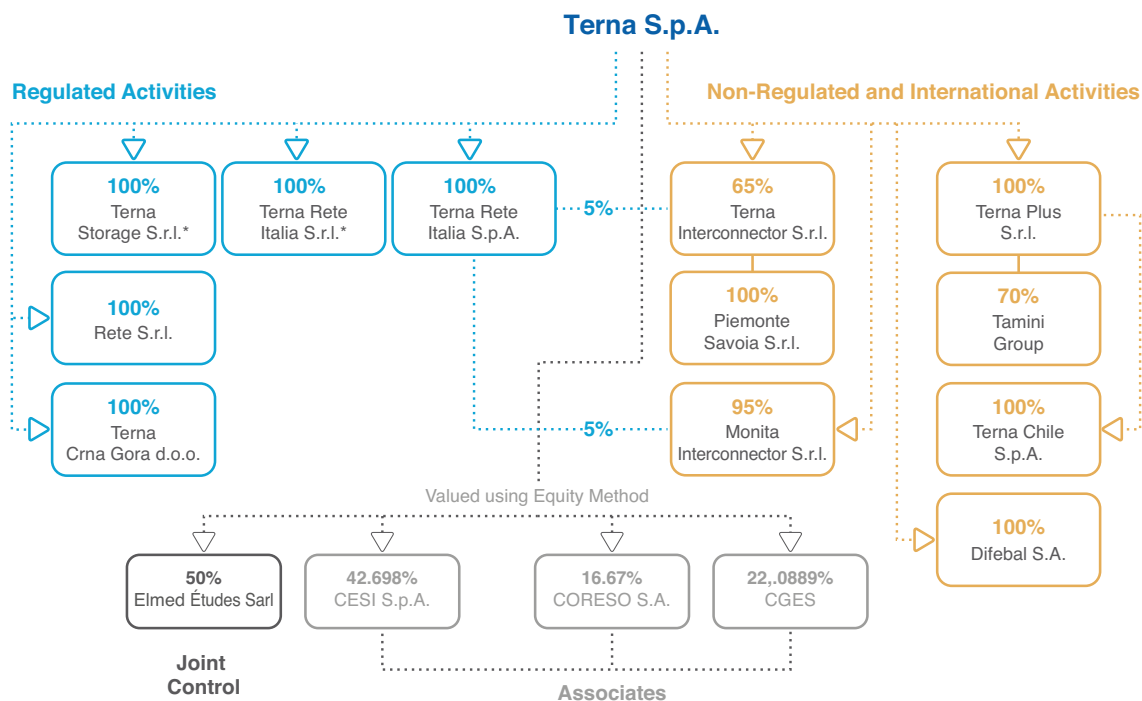 Terna S.p.A.
Regulated Activities
Non-Regulated and International Activities
100%
Terna
Storage S.r.l.*
100%
Terna Rete
Italia S.r.l.*
100%
Terna Rete
Italia S.p.A.
5%
65%
Terna
Interconnector S.r.l.
100%
Terna Plus
S.r.l.
100%
Rete S.r.l.
100%
Piemonte
Savoia S.r.l.
70%
Tamini
Group
100%
Terna
Crna Gora d.o.o.
5%
95%
Monita
Interconnector S.r.l.
100%
Terna Chile
S.p.A.
Valued using Equity Method
100%
Difebal S.A.
50%
Elmed Études Sarl
42.698%
CESI S.p.A.
16.67%
CORESO S.A.
22,.0889%
CGES
Joint
Control
Associates